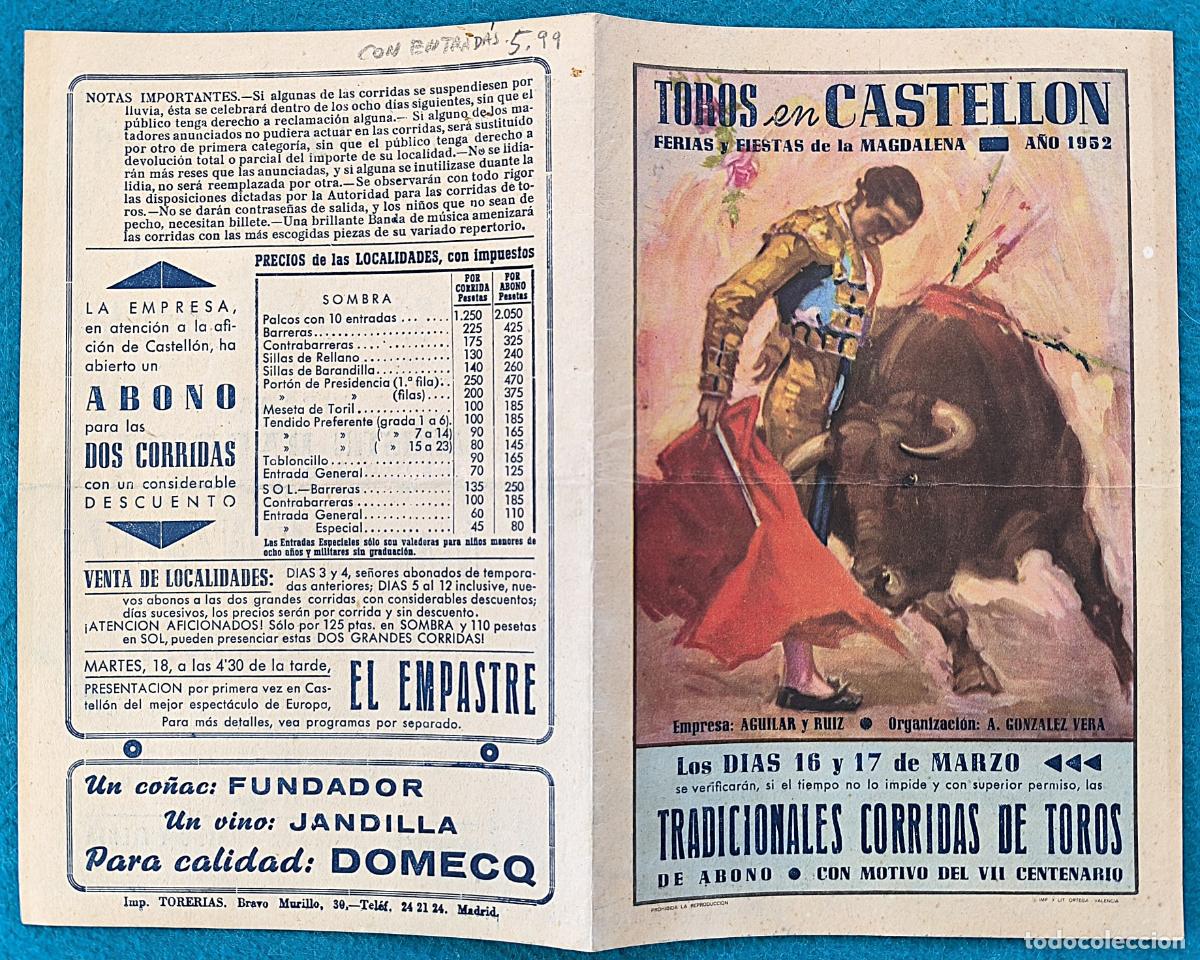 CON ENTRADAS. 5.99
NOTAS IMPORTANTES.—Si algunas de las corridas se suspendiesen por
lluvia, ésta se celebrará dentro de los ocho días siguientes, sin que el
público tenga derecho a reclamación alguna.— Si alguno de los ma-
tadores anunciados no pudiera actuar en las corridas, será sustituído
por otro de primera categoría, sin que el público tenga derecho a
devolución total o parcial del importe de su localidad.—No se lidia-
rán más reses que las anunciadas, y si alguna se inutilizase duante la
lidia, no será reemplazada por otra.—Se observarán con todo rigor
las disposiciones dictadas por la Autoridad para las corridas de to-
ros.—No se darán contraseñas de salida, y los niños que no sean de
pecho, necesitan billete.—Una brillante Banda de música amenizará
las corridas con las más escogidas piezas de su variado repertorio.
LA EMPRESA,
en atención a la afi-
ción de Castellón, ha
abierto un
ABONO
para las
DOS CORRIDAS
con un considerable
DESCUENTO
PRECIOS de las LOCALIDADES, con impuestos
SOMBRA POR CORRIDA Pesetas POR ABONO Pesetas
Palcos con 10 entradas ... ...... 1.250 2.050
Barreras........................ 225 425
Contrabarreras .................. 175 325
Sillas de Rellano ................ 130 240
Sillas de Barandilla............... 140 260
Portón de Presidencia (1.ª fila).. 250 470
» » (filas).... 200 375
Meseta de Toril.................. 100 185
Tendido Preferente (grada 1 a 6). 100 185
» » ( » 7 a 14) 90 165
» » ( » 15 a 23) 80 145
Tabloncillo...................... 90 165
Entrada General................. 70 125
SOL.—Barreras................. 135 250
Contrabarreras .................. 100 185
Entrada General................. 60 110
» Especial................. 45 80
Las Entradas Especiales sólo son valederas para niños menores de
ocho años y militares sin graduación.
VENTA DE LOCALIDADES: DIAS 3 y 4, señores abonados de tempora-
das anteriores; DIAS 5 al 12 inclusive, nue-
vos abonos a las dos grandes corridas, con considerables descuentos;
días sucesivos, los precios serán por corrida y sin descuento.
¡ATENCION AFICIONADOS! Sólo por 125 ptas. en SOMBRA y 110 pesetas
en SOL, pueden presenciar estas DOS GRANDES CORRIDAS!
MARTES, 18, a las 4'30 de la tarde,
PRESENTACION por primera vez en Cas-
tellón del mejor espectáculo de Europa,
EL EMPASTRE
Para más detalles, vea programas por separado.
Un coñac: FUNDADOR
Un vino: JANDILLA
Para calidad: DOMECQ
Imp. TORERIAS. Bravo Murillo, 30,—Teléf. 24 21 24. Madrid.
TOROS en CASTELLON
FERIAS y FIESTAS de la MAGDALENA AÑO 1952
Empresa: AGUILAR y RUIZ ● Organización: A. GONZALEZ VERA
Los DIAS 16 y 17 de MARZO
se verificarán, si el tiempo no lo impide y con superior permiso, las
TRADICIONALES CORRIDAS DE TOROS
DE ABONO ● CON MOTIVO DEL VII CENTENARIO
PROHIBIDA LA REPRODUCCION
IMP. Y LIT. ORTEGA - VALENCIA
todocoleccion